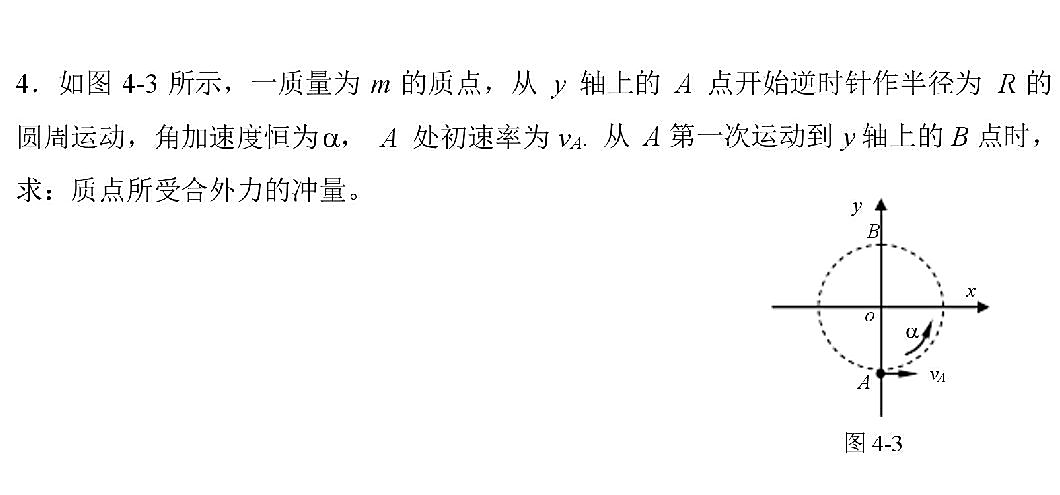 4．如图 4-3 所示，一质量为 m 的质点，从 y 轴上的 A 点开始逆时针作半径为 R 的
圆周运动，角加速度恒为α， A 处初速率为 vA. 从 A 第一次运动到 y 轴上的 B 点时，
求：质点所受合外力的冲量。
y
B
x
o
α
A
vA
图 4-3